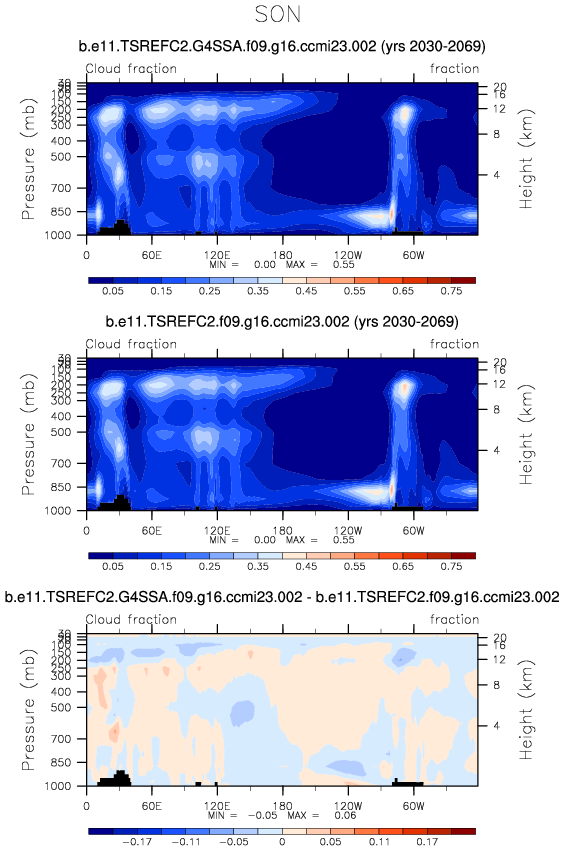 SON
b.e11.TSREFC2.G4SSA.f09.g16.ccmi23.002 (yrs 2030-2069)
Cloud fraction fraction
Pressure (mb)
100
150
200
250
300
400
500
700
850
1000
20
16
12
8
4
Height (km)
0 60E 120E 180 120W 60W
MIN = 0.00 MAX = 0.55
0.05 0.15 0.25 0.35 0.45 0.55 0.65 0.75
b.e11.TSREFC2.f09.g16.ccmi23.002 (yrs 2030-2069)
Cloud fraction fraction
Pressure (mb)
100
150
200
250
300
400
500
700
850
1000
20
16
12
8
4
Height (km)
0 60E 120E 180 120W 60W
MIN = 0.00 MAX = 0.55
0.05 0.15 0.25 0.35 0.45 0.55 0.65 0.75
b.e11.TSREFC2.G4SSA.f09.g16.ccmi23.002 - b.e11.TSREFC2.f09.g16.ccmi23.002
Cloud fraction fraction
Pressure (mb)
100
150
200
250
300
400
500
700
850
1000
20
16
12
8
4
Height (km)
0 60E 120E 180 120W 60W
MIN = -0.05 MAX = 0.06
-0.17 -0.11 -0.05 0 0.05 0.11 0.17